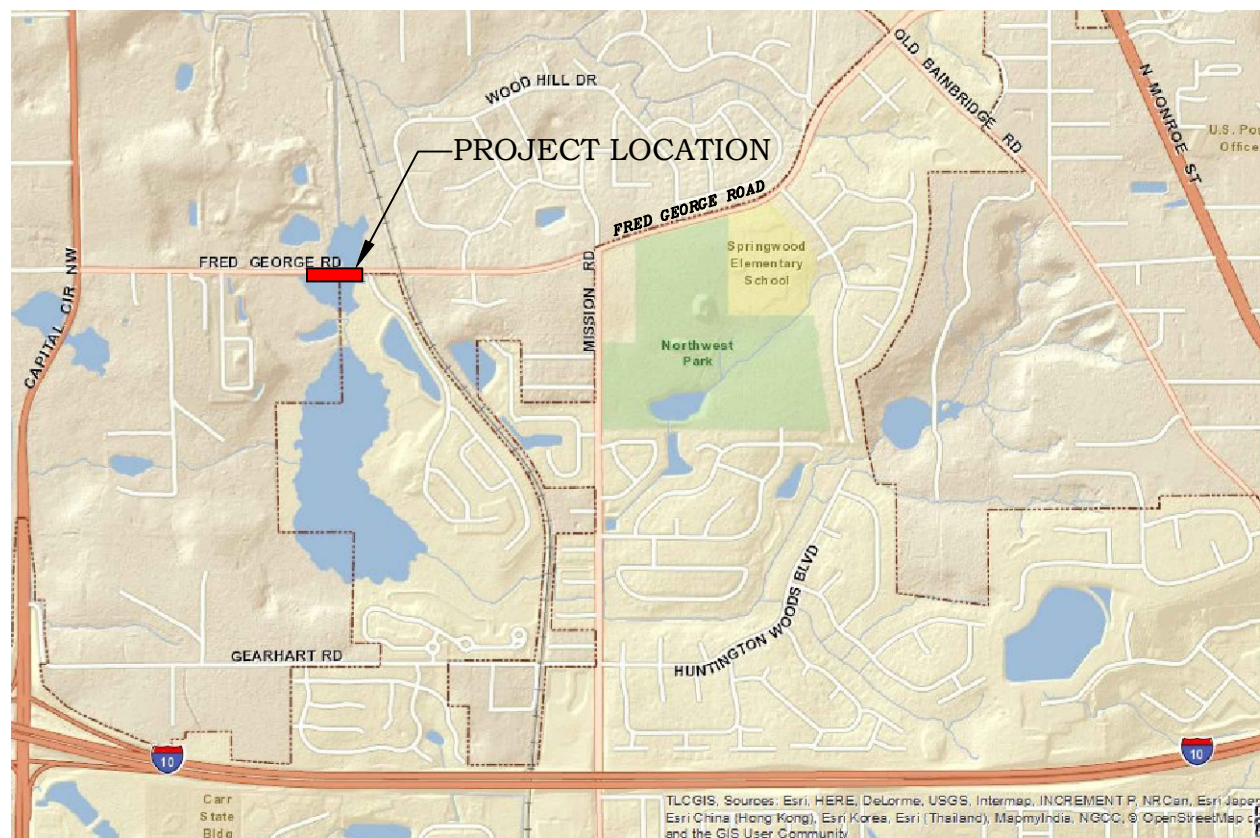 OLD BAINBRIDGE RD
N MONROE ST
WOOD HILL DR
U.S. Po
Office
PROJECT LOCATION
FRED GEORGE ROAD
Springwood
Elementary
School
FRED GEORGE RD
CAPITAL CIR NW
MISSION RD
Northwest
Park
HUNTINGTON WOODS BLVD
GEARHART RD
10
10
Carr
State
Bldg
TLCGIS, Sources: Esri, HERE, DeLorme, USGS, Intermap, INCREMENT P, NRCan, Esri Japan
Esri China (Hong Kong), Esri Korea, Esri (Thailand), MapmyIndia, NGCC, © OpenStreetMap
and the GIS User Community